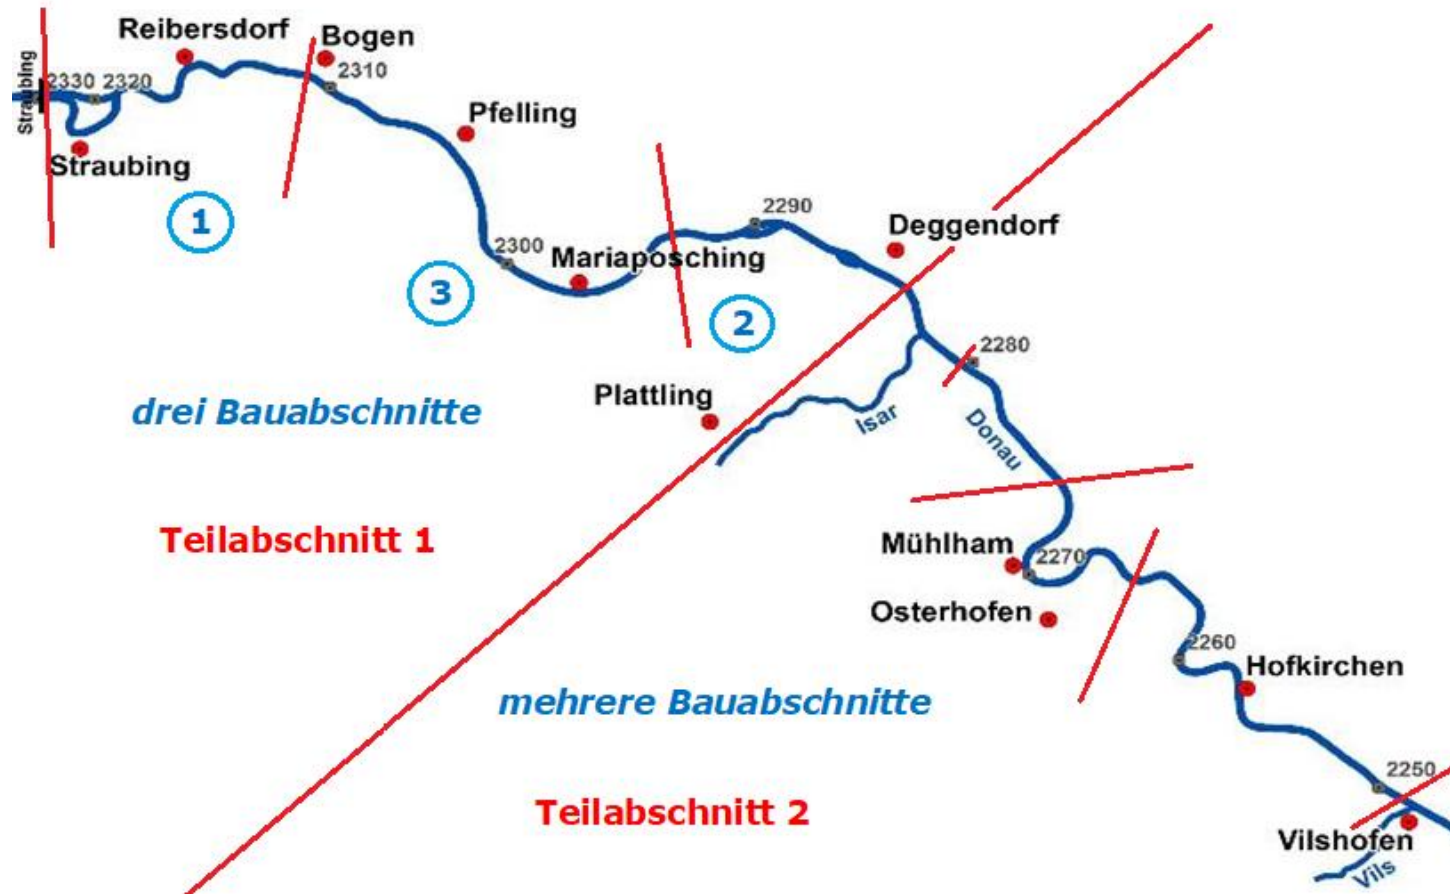 Reibersdorf
Bogen
Straubing
2330
2320
2310
Pfelling
Straubing
1
2290
Deggendorf
2300
Mariaposching
3
2
2280
Plattling
drei Bauabschnitte
Isar
Donau
Teilabschnitt 1
Mühlham
2270
Osterhofen
2260
Hofkirchen
mehrere Bauabschnitte
2250
Teilabschnitt 2
Vilshofen
Vils